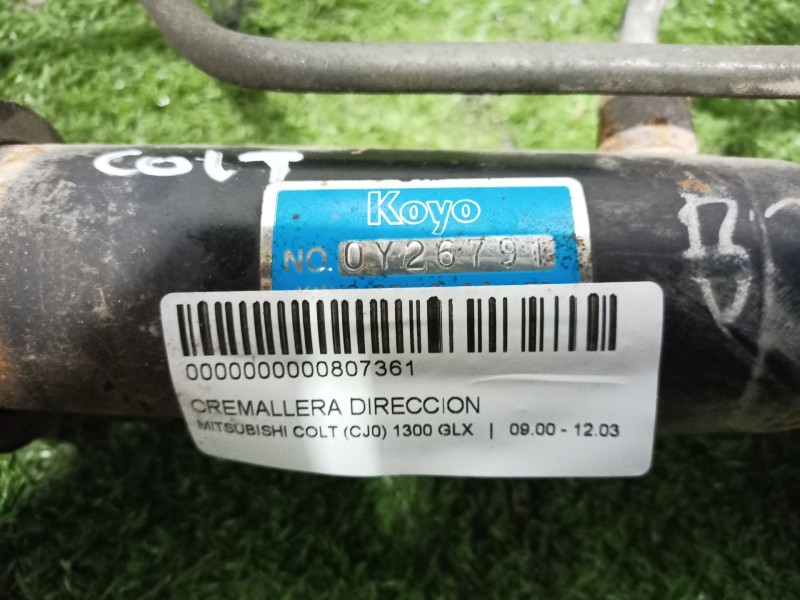 COLT
Koyo
NO. 0Y26791
0000000000807361
CREMALLERA DIRECCION
MITSUBISHI COLT (CJ0) 1300 GLX | 09.00 - 12.03